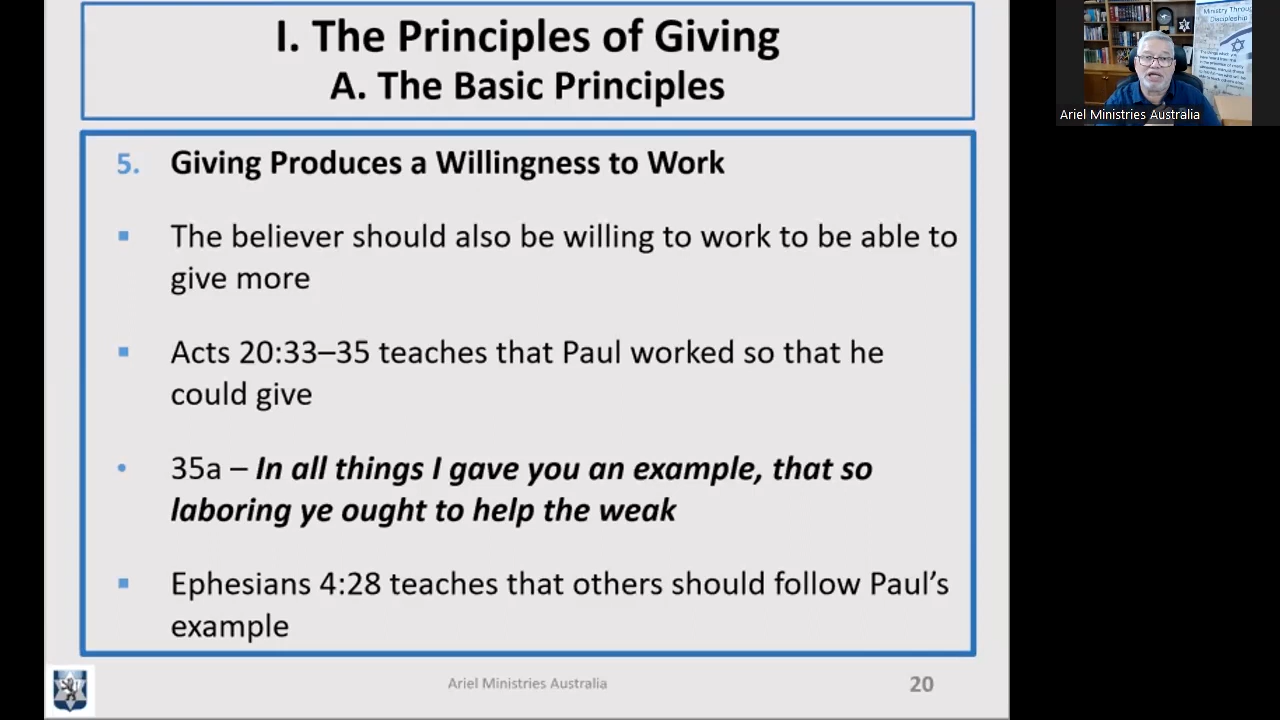 I. The Principles of Giving
A. The Basic Principles
5. Giving Produces a Willingness to Work
▪ The believer should also be willing to work to be able to
give more
▪ Acts 20:33–35 teaches that Paul worked so that he
could give
• 35a – In all things I gave you an example, that so
laboring ye ought to help the weak
▪ Ephesians 4:28 teaches that others should follow Paul’s
example
Ariel Ministries Australia
20
Ministry Through
Discipleship
Ariel Ministries Australia